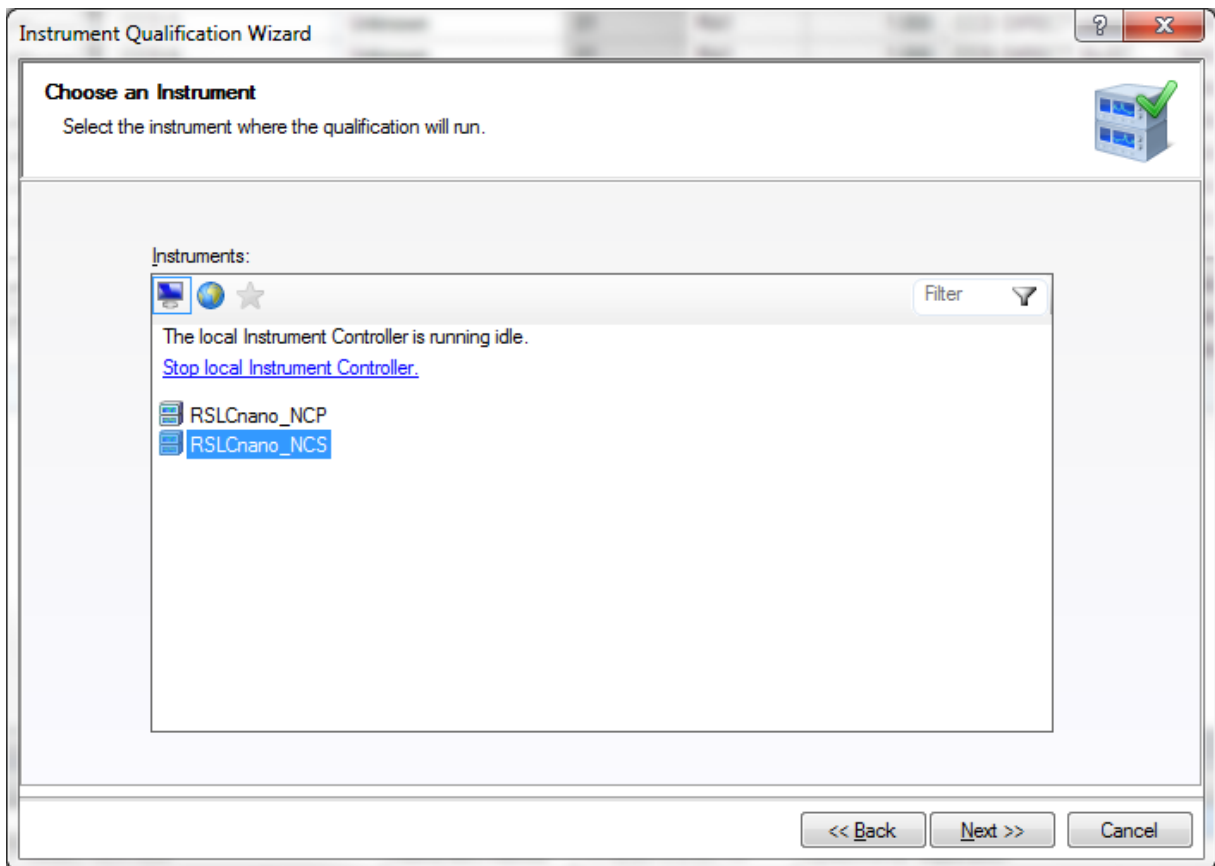 Instrument Qualification Wizard
Choose an Instrument
Select the instrument where the qualification will run.
Instruments:
Filter
The local Instrument Controller is running idle.
Stop local Instrument Controller.
RSLCnano_NCP
RSLCnano_NCS
<< Back
Next >>
Cancel